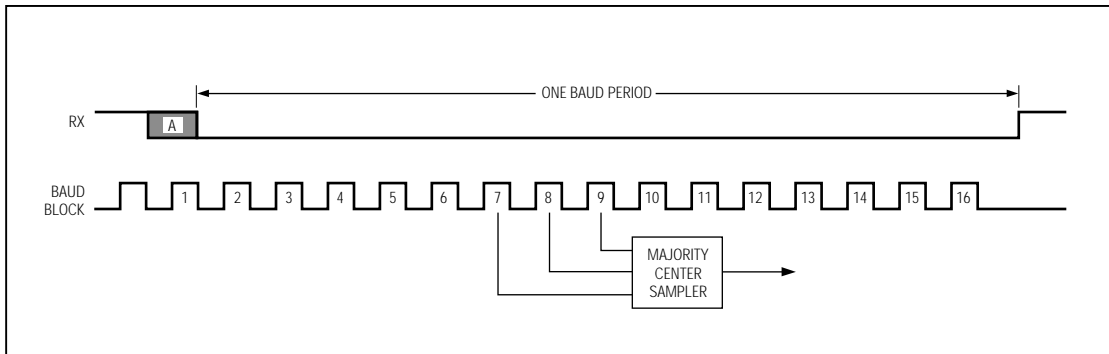 ONE BAUD PERIOD
RX
A
BAUD
BLOCK
1 2 3 4 5 6 7 8 9 10 11 12 13 14 15 16
MAJORITY
CENTER
SAMPLER